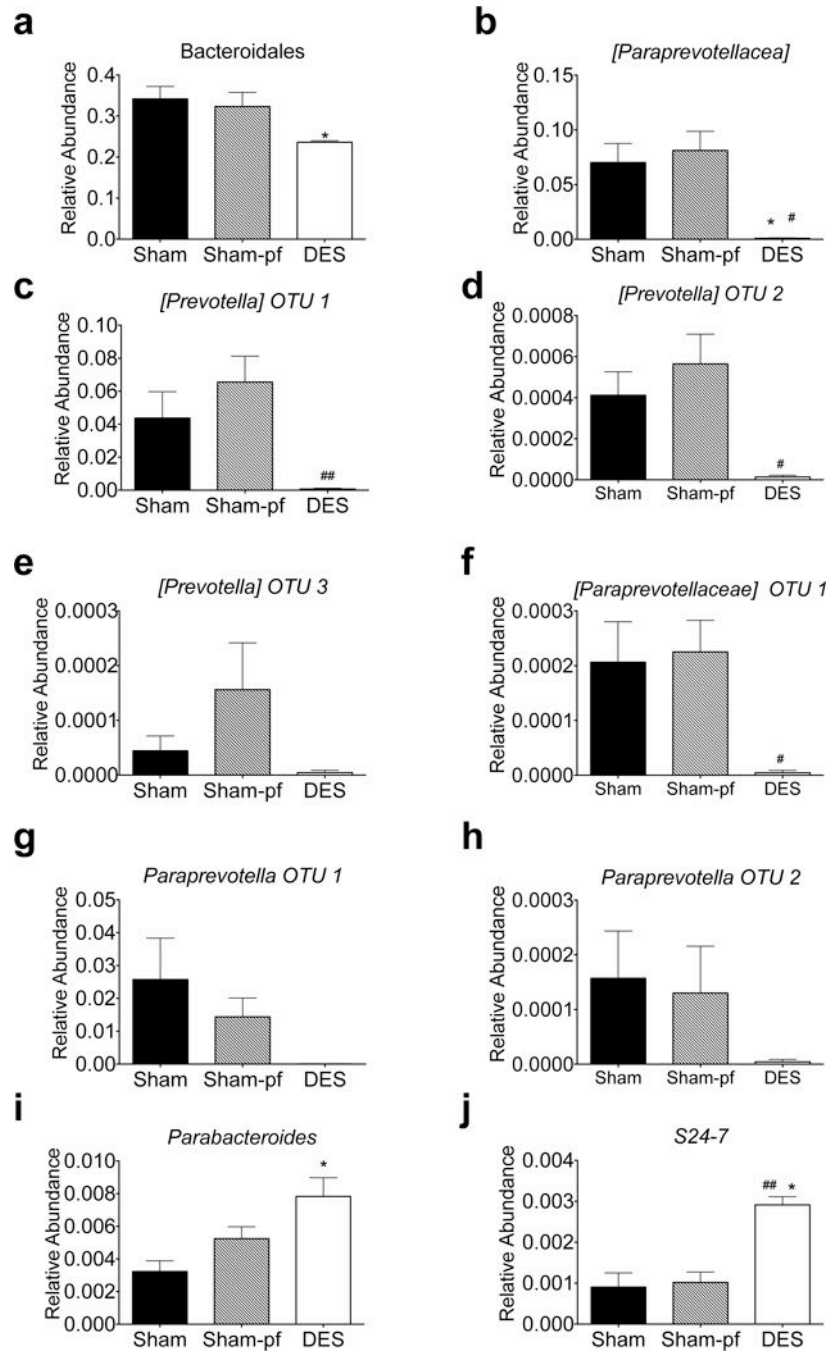 a
Bacteroidales
Relative Abundance
0.4
0.3
0.2
0.1
0.0
*
Sham Sham-pf DES
b
[Paraprevotellacea]
Relative Abundance
0.15
0.10
0.05
0.00
* #
Sham Sham-pf DES
c
[Prevotella] OTU 1
Relative Abundance
0.10
0.08
0.06
0.04
0.02
0.00
##
Sham Sham-pf DES
d
[Prevotella] OTU 2
Relative Abundance
0.0008
0.0006
0.0004
0.0002
0.0000
#
Sham Sham-pf DES
e
[Prevotella] OTU 3
Relative Abundance
0.0003
0.0002
0.0001
0.0000
Sham Sham-pf DES
f
[Paraprevotellaceae] OTU 1
Relative Abundance
0.0003
0.0002
0.0001
0.0000
#
Sham Sham-pf DES
g
Paraprevotella OTU 1
Relative Abundance
0.05
0.04
0.03
0.02
0.01
0.00
Sham Sham-pf DES
h
Paraprevotella OTU 2
Relative Abundance
0.0003
0.0002
0.0001
0.0000
Sham Sham-pf DES
i
Parabacteroides
Relative Abundance
0.010
0.008
0.006
0.004
0.002
0.000
*
Sham Sham-pf DES
j
S24-7
Relative Abundance
0.004
0.003
0.002
0.001
0.000
## *
Sham Sham-pf DES